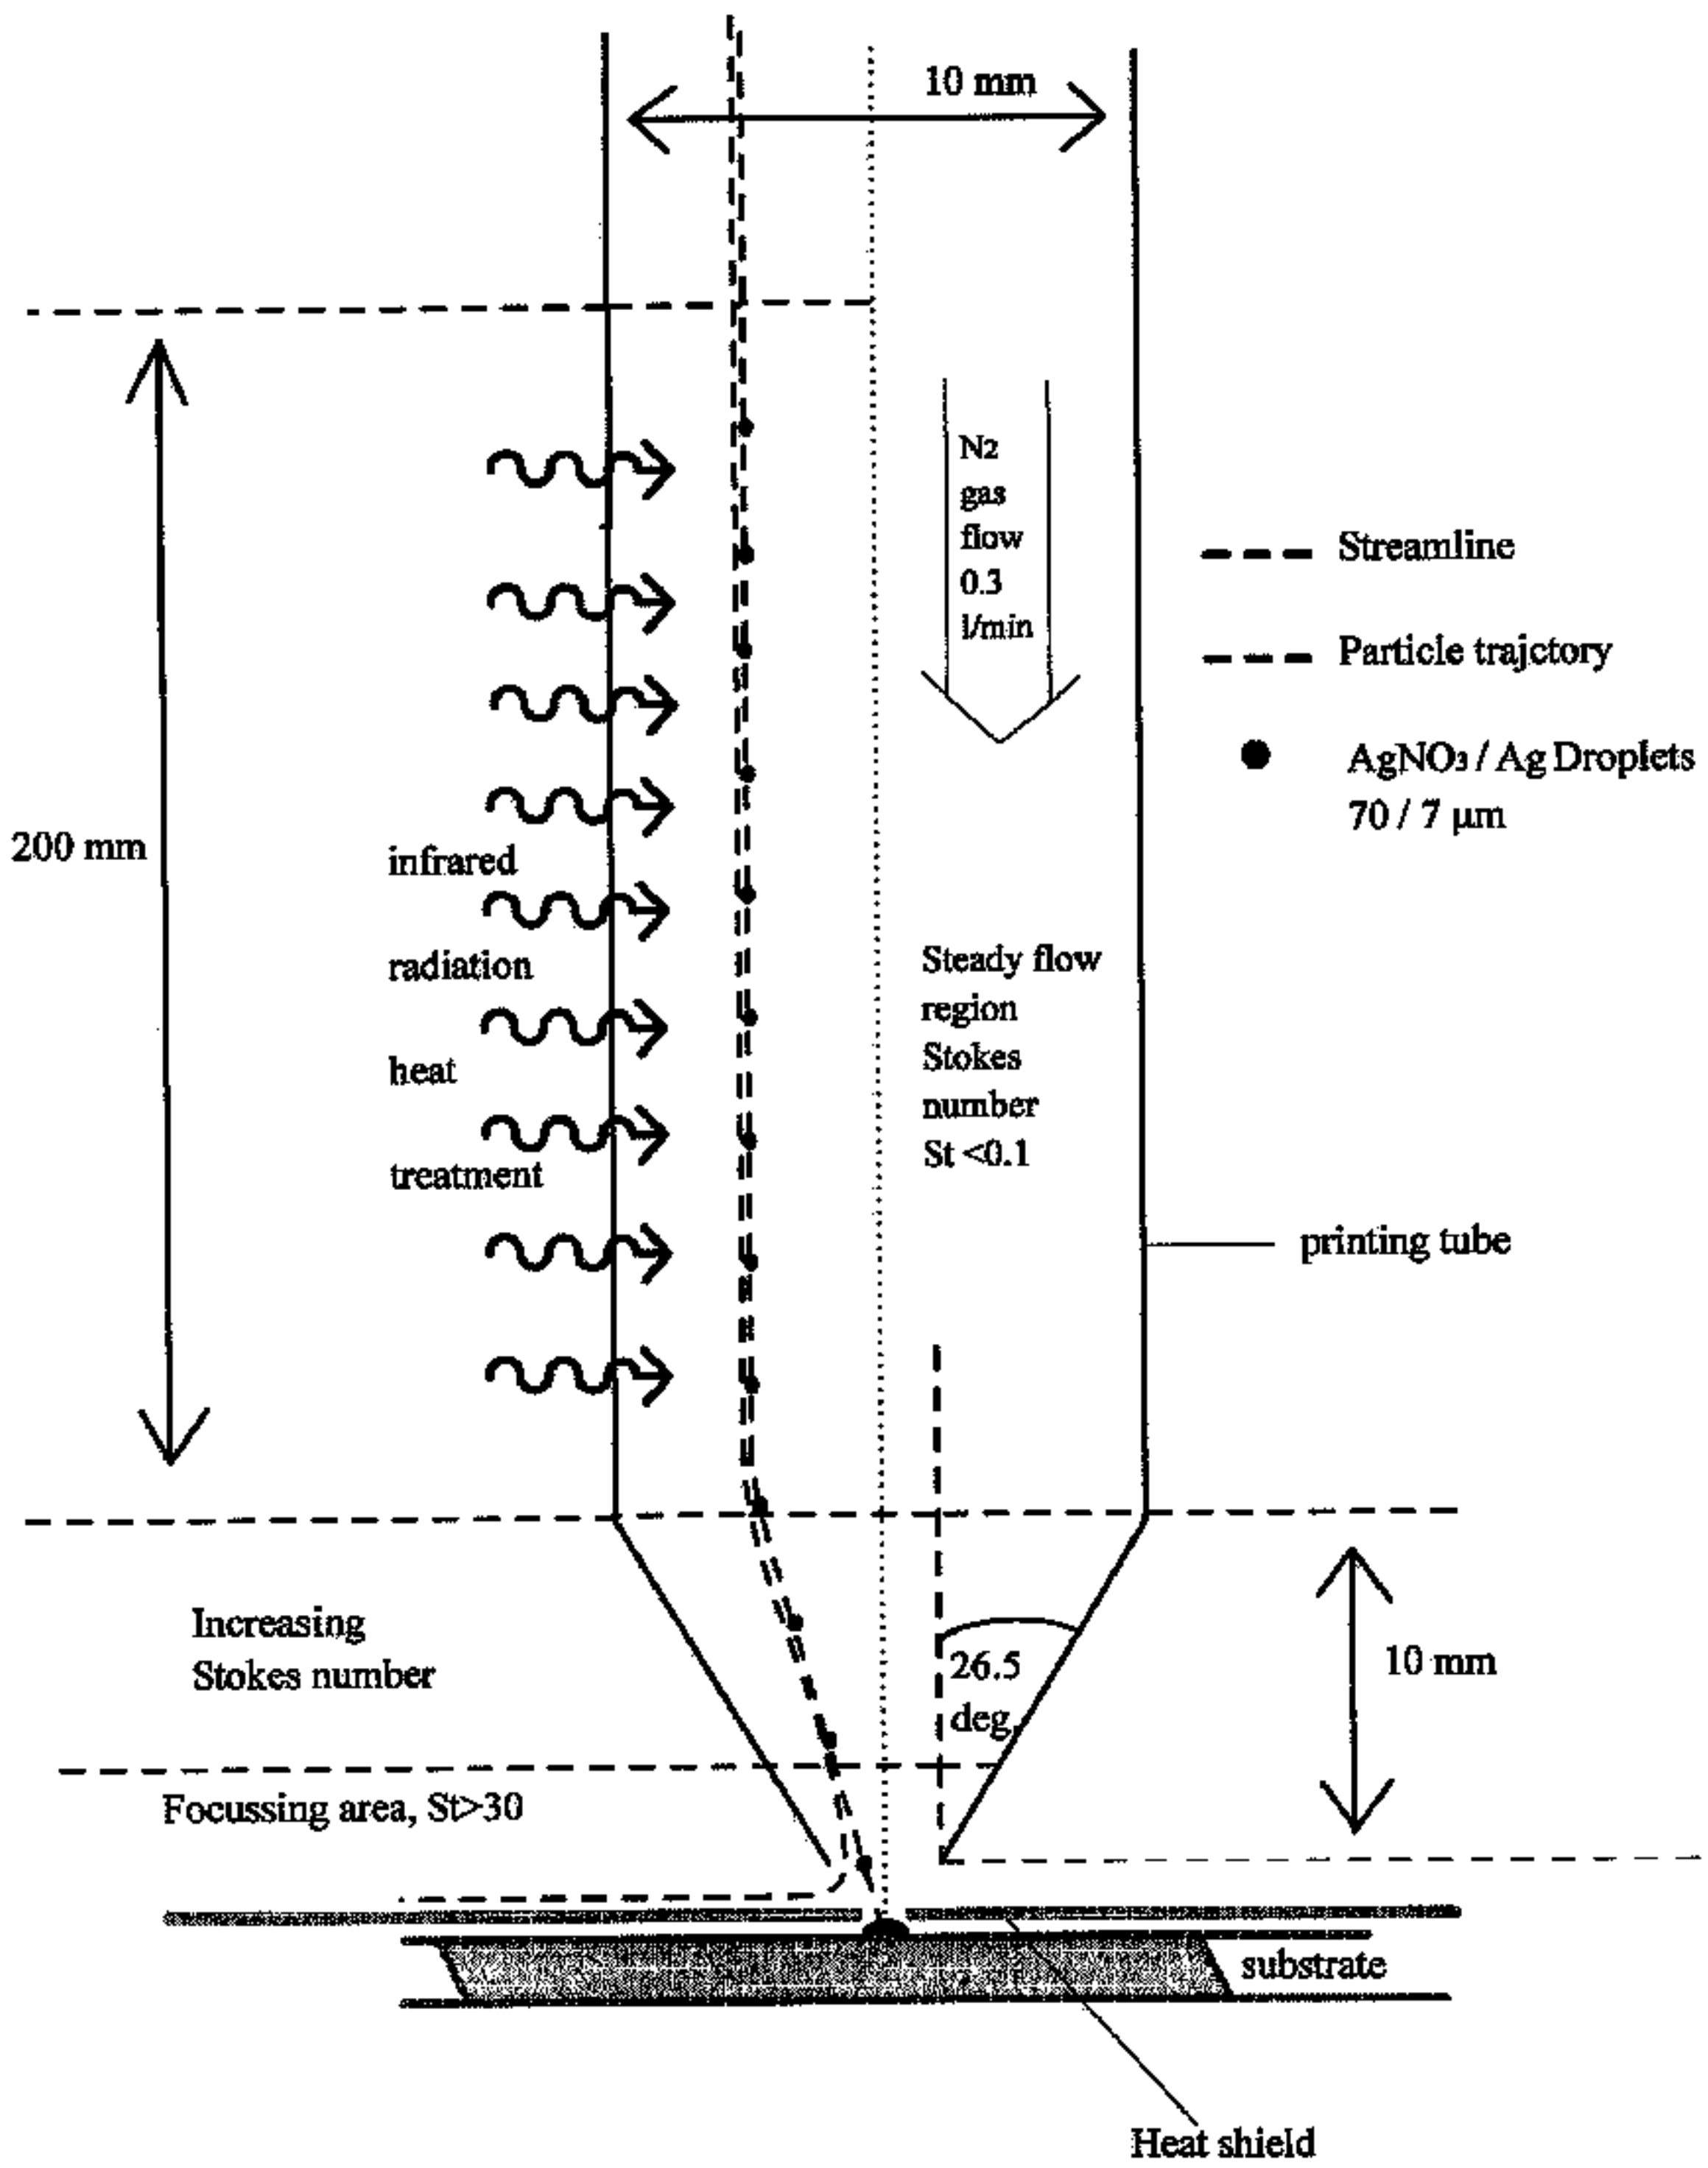 10 mm
N2
gas
flow
0.3
l/min
Streamline
Particle trajctory
AgNO3 / Ag Droplets
70 / 7 µm
200 mm
infrared
radiation
heat
treatment
Steady flow
region
Stokes
number
St <0.1
printing tube
Increasing
Stokes number
26.5
deg.
10 mm
Focussing area, St>30
substrate
Heat shield